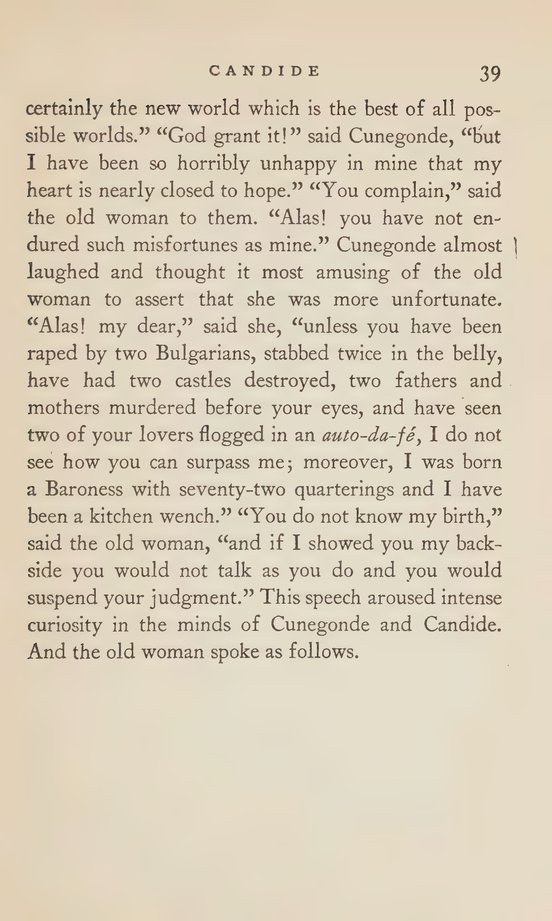 CANDIDE 39
certainly the new world which is the best of all pos-
sible worlds.” “God grant it!” said Cunegonde, “but
I have been so horribly unhappy in mine that my
heart is nearly closed to hope.” “You complain,” said
the old woman to them. “Alas! you have not en-
dured such misfortunes as mine.” Cunegonde almost
laughed and thought it most amusing of the old
woman to assert that she was more unfortunate.
“Alas! my dear,” said she, “unless you have been
raped by two Bulgarians, stabbed twice in the belly,
have had two castles destroyed, two fathers and
mothers murdered before your eyes, and have seen
two of your lovers flogged in an auto-da-fé, I do not
see how you can surpass me; moreover, I was born
a Baroness with seventy-two quarterings and I have
been a kitchen wench.” “You do not know my birth,”
said the old woman, “and if I showed you my back-
side you would not talk as you do and you would
suspend your judgment.” This speech aroused intense
curiosity in the minds of Cunegonde and Candide.
And the old woman spoke as follows.